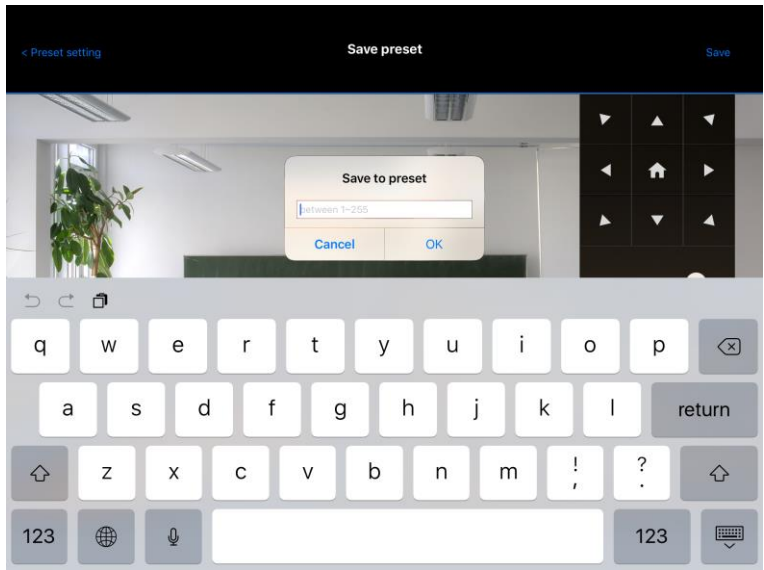 < Preset setting Save preset Save
Save to preset
between 1~255
Cancel OK
q w e r t y u i o p
a s d f g h j k l return
z x c v b n m ! , ? .
123 123